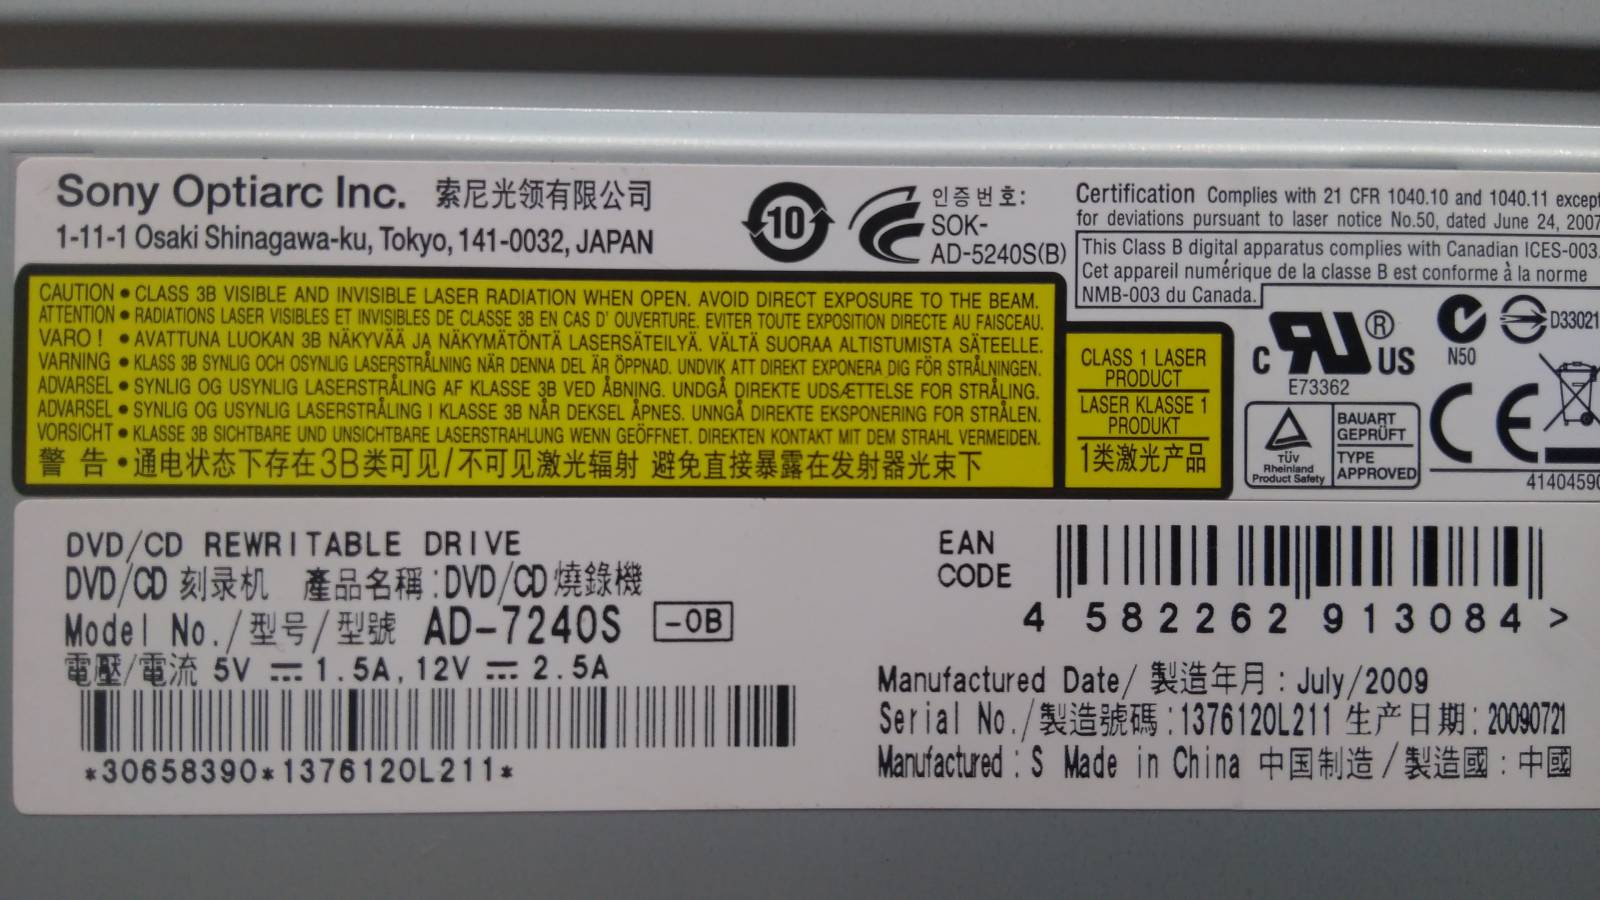 Sony Optiarc Inc. 索尼光领有限公司
1-11-1 Osaki Shinagawa-ku, Tokyo, 141-0032, JAPAN
10
인증번호:
SOK-
AD-5240S(B)
Certification Complies with 21 CFR 1040.10 and 1040.11 except
for deviations pursuant to laser notice No.50, dated June 24, 2007
This Class B digital apparatus complies with Canadian ICES-003.
Cet appareil numérique de la classe B est conforme à la norme
NMB-003 du Canada.
CAUTION • CLASS 3B VISIBLE AND INVISIBLE LASER RADIATION WHEN OPEN. AVOID DIRECT EXPOSURE TO THE BEAM.
ATTENTION • RADIATIONS LASER VISIBLES ET INVISIBLES DE CLASSE 3B EN CAS D' OUVERTURE. EVITER TOUTE EXPOSITION DIRECTE AU FAISCEAU.
VARO ! • AVATTUNA LUOKAN 3B NÄKYVÄÄ JA NÄKYMÄTÖNTÄ LASERSÄTEILYÄ. VÄLTÄ SUORAA ALTISTUMISTA SÄTEELLE.
VARNING • KLASS 3B SYNLIG OCH OSYNLIG LASERSTRÅLNING NÄR DENNA DEL ÄR ÖPPNAD. UNDVIK ATT DIREKT EXPONERA DIG FÖR STRÅLNINGEN.
ADVARSEL • SYNLIG OG USYNLIG LASERSTRÅLING AF KLASSE 3B VED ÅBNING. UNDGÅ DIREKTE UDSÆTTELSE FOR STRÅLING.
ADVARSEL • SYNLIG OG USYNLIG LASERSTRÅLING I KLASSE 3B NÅR DEKSEL ÅPNES. UNNGÅ DIREKTE EKSPONERING FOR STRÅLEN.
VORSICHT • KLASSE 3B SICHTBARE UND UNSICHTBARE LASERSTRAHLUNG WENN GEÖFFNET. DIREKTEN KONTAKT MIT DEM STRAHL VERMEIDEN.
警告 • 通电状态下存在3B类可见/不可见激光辐射 避免直接暴露在发射器光束下
CLASS 1 LASER
PRODUCT
LASER KLASSE 1
PRODUKT
1类激光产品
C RU ® US
E73362
N50
D33021
TÜV
Rheinland
Product Safety
BAUART
GEPRÜFT
TYPE
APPROVED
CE
41404590
DVD/CD REWRITABLE DRIVE
DVD/CD 刻录机 產品名稱:DVD/CD燒錄機
Model No./型号/型號 AD-7240S -0B
電壓/電流 5V ⎓ 1.5A, 12V ⎓ 2.5A
*30658390*1376120L211*
EAN
CODE
4 582262 913084 >
Manufactured Date/ 製造年月: July/2009
Serial No./製造號碼:1376120L211 生产日期:20090721
Manufactured : S Made in China 中国制造/製造國:中國